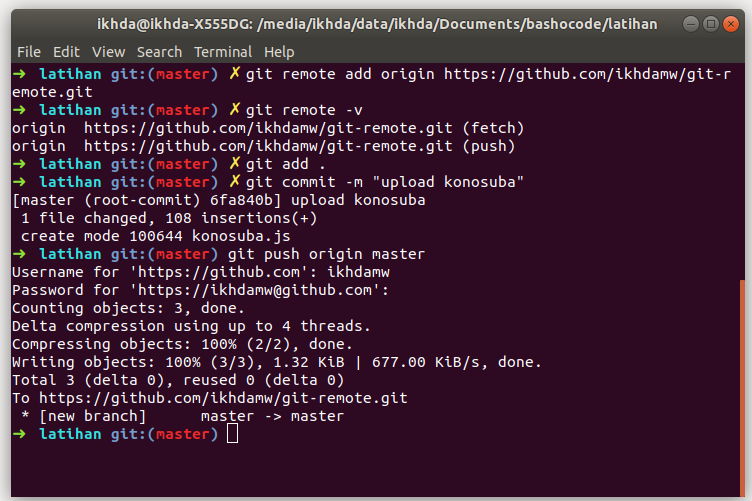 ikhda@ikhda-X555DG: /media/ikhda/data/ikhda/Documents/bashocode/latihan
File Edit View Search Terminal Help
➜ latihan git:(master) ✗ git remote add origin https://github.com/ikhdamw/git-r
emote.git
➜ latihan git:(master) ✗ git remote -v
origin https://github.com/ikhdamw/git-remote.git (fetch)
origin https://github.com/ikhdamw/git-remote.git (push)
➜ latihan git:(master) ✗ git add .
➜ latihan git:(master) ✗ git commit -m "upload konosuba"
[master (root-commit) 6fa840b] upload konosuba
 1 file changed, 108 insertions(+)
 create mode 100644 konosuba.js
➜ latihan git:(master) git push origin master
Username for 'https://github.com': ikhdamw
Password for 'https://ikhdamw@github.com':
Counting objects: 3, done.
Delta compression using up to 4 threads.
Compressing objects: 100% (2/2), done.
Writing objects: 100% (3/3), 1.32 KiB | 677.00 KiB/s, done.
Total 3 (delta 0), reused 0 (delta 0)
To https://github.com/ikhdamw/git-remote.git
 * [new branch]      master -> master
➜ latihan git:(master)